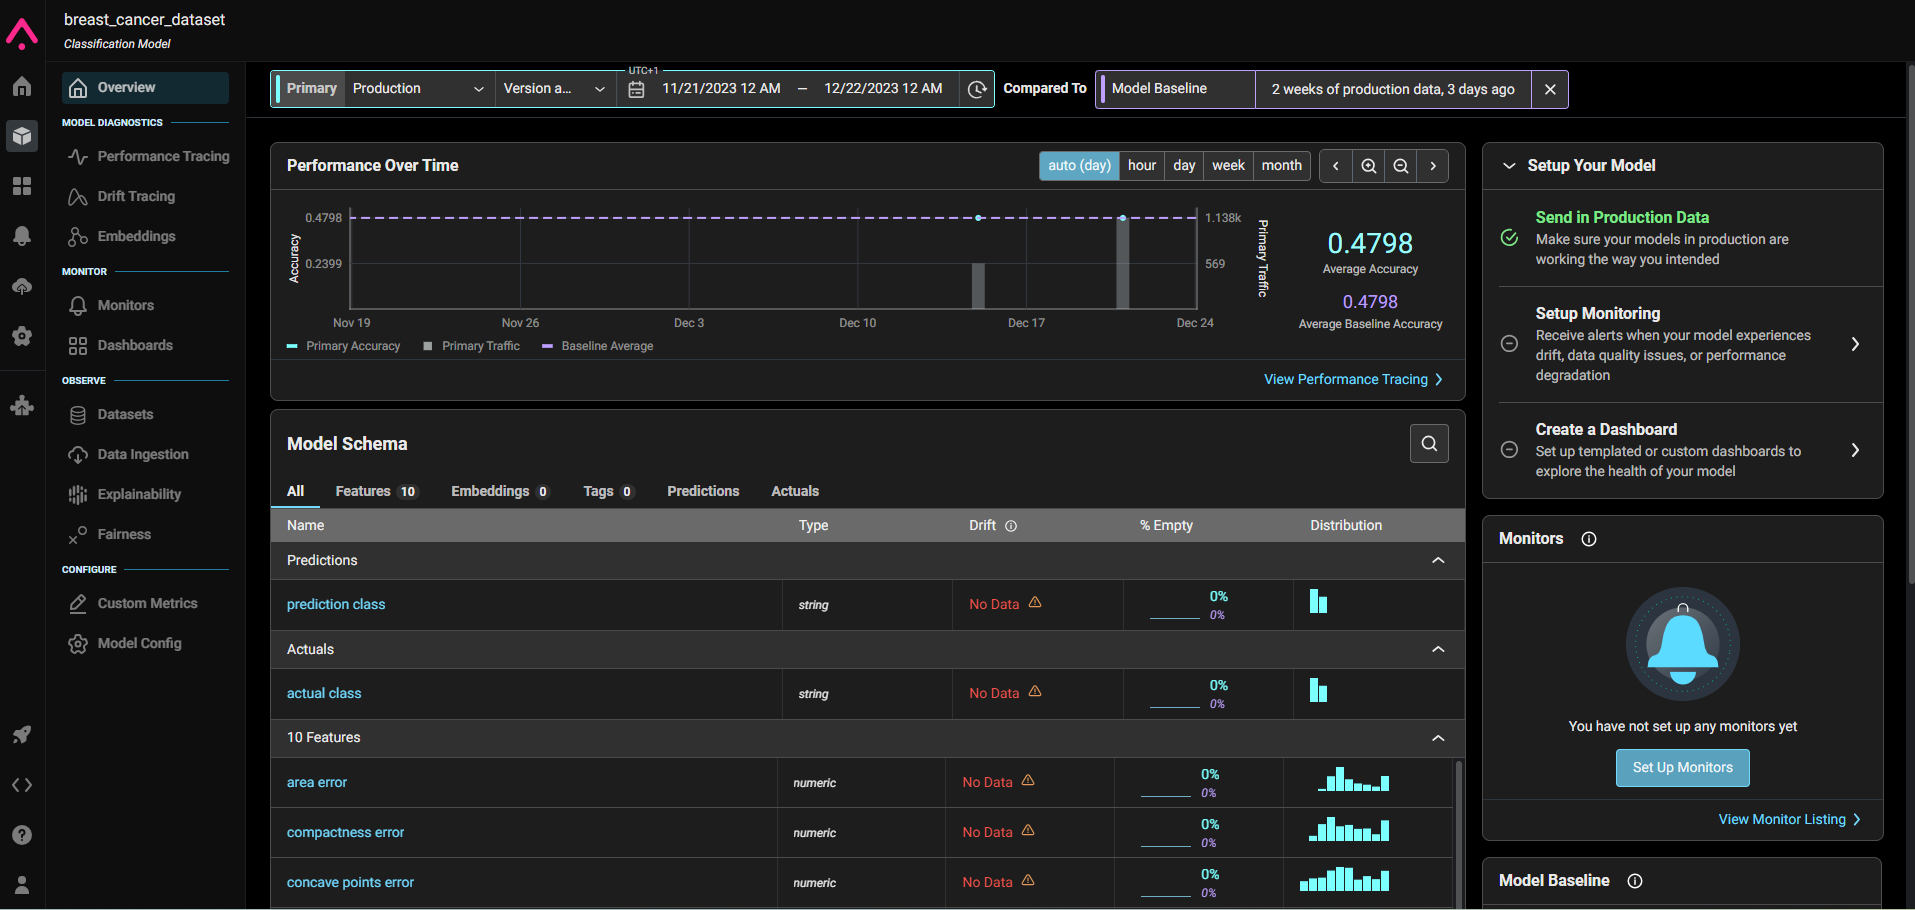 breast_cancer_dataset
Classification Model
Overview
MODEL DIAGNOSTICS
Performance Tracing
Drift Tracing
Embeddings
MONITOR
Monitors
Dashboards
OBSERVE
Datasets
Data Ingestion
Explainability
Fairness
CONFIGURE
Custom Metrics
Model Config
Primary Production Version a... UTC+1 11/21/2023 12 AM – 12/22/2023 12 AM Compared To Model Baseline 2 weeks of production data, 3 days ago
Performance Over Time auto (day) hour day week month
0.4798 1.138k
0.2399 569
Accuracy
Primary Traffic
Nov 19 Nov 26 Dec 3 Dec 10 Dec 17 Dec 24
Primary Accuracy Primary Traffic Baseline Average
0.4798
Average Accuracy
0.4798
Average Baseline Accuracy
View Performance Tracing
Model Schema
All Features 10 Embeddings 0 Tags 0 Predictions Actuals
Name Type Drift % Empty Distribution
Predictions
prediction class string No Data 0%
0%
Actuals
actual class string No Data 0%
0%
10 Features
area error numeric No Data 0%
0%
compactness error numeric No Data 0%
0%
concave points error numeric No Data 0%
0%
Setup Your Model
Send in Production Data
Make sure your models in production are
working the way you intended
Setup Monitoring
Receive alerts when your model experiences
drift, data quality issues, or performance
degradation
Create a Dashboard
Set up templated or custom dashboards to
explore the health of your model
Monitors
You have not set up any monitors yet
Set Up Monitors
View Monitor Listing
Model Baseline